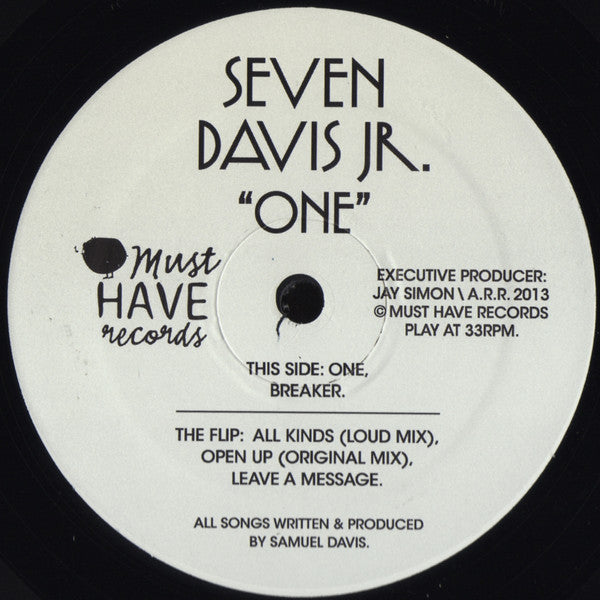 SEVEN
DAVIS JR.
“ONE”
Must
HAVE
records
EXECUTIVE PRODUCER:
JAY SIMON \ A.R.R. 2013
© MUST HAVE RECORDS
PLAY AT 33RPM.
THIS SIDE: ONE,
BREAKER.
THE FLIP: ALL KINDS (LOUD MIX),
OPEN UP (ORIGINAL MIX),
LEAVE A MESSAGE.
ALL SONGS WRITTEN & PRODUCED
BY SAMUEL DAVIS.